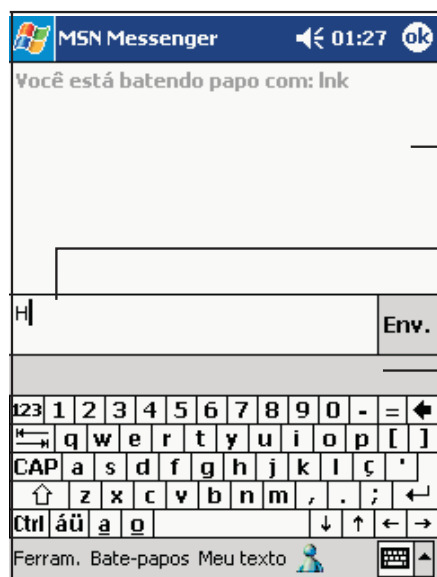 MSN Messenger 01:27 ok
Você está batendo papo com: lnk
H
Env.
123 1 2 3 4 5 6 7 8 9 0 - =
q w e r t y u i o p [ ]
CAP a s d f g h j k l ç '
z x c v b n m , . ;
Ctrl áü a o
Ferram. Bate-papos Meu texto